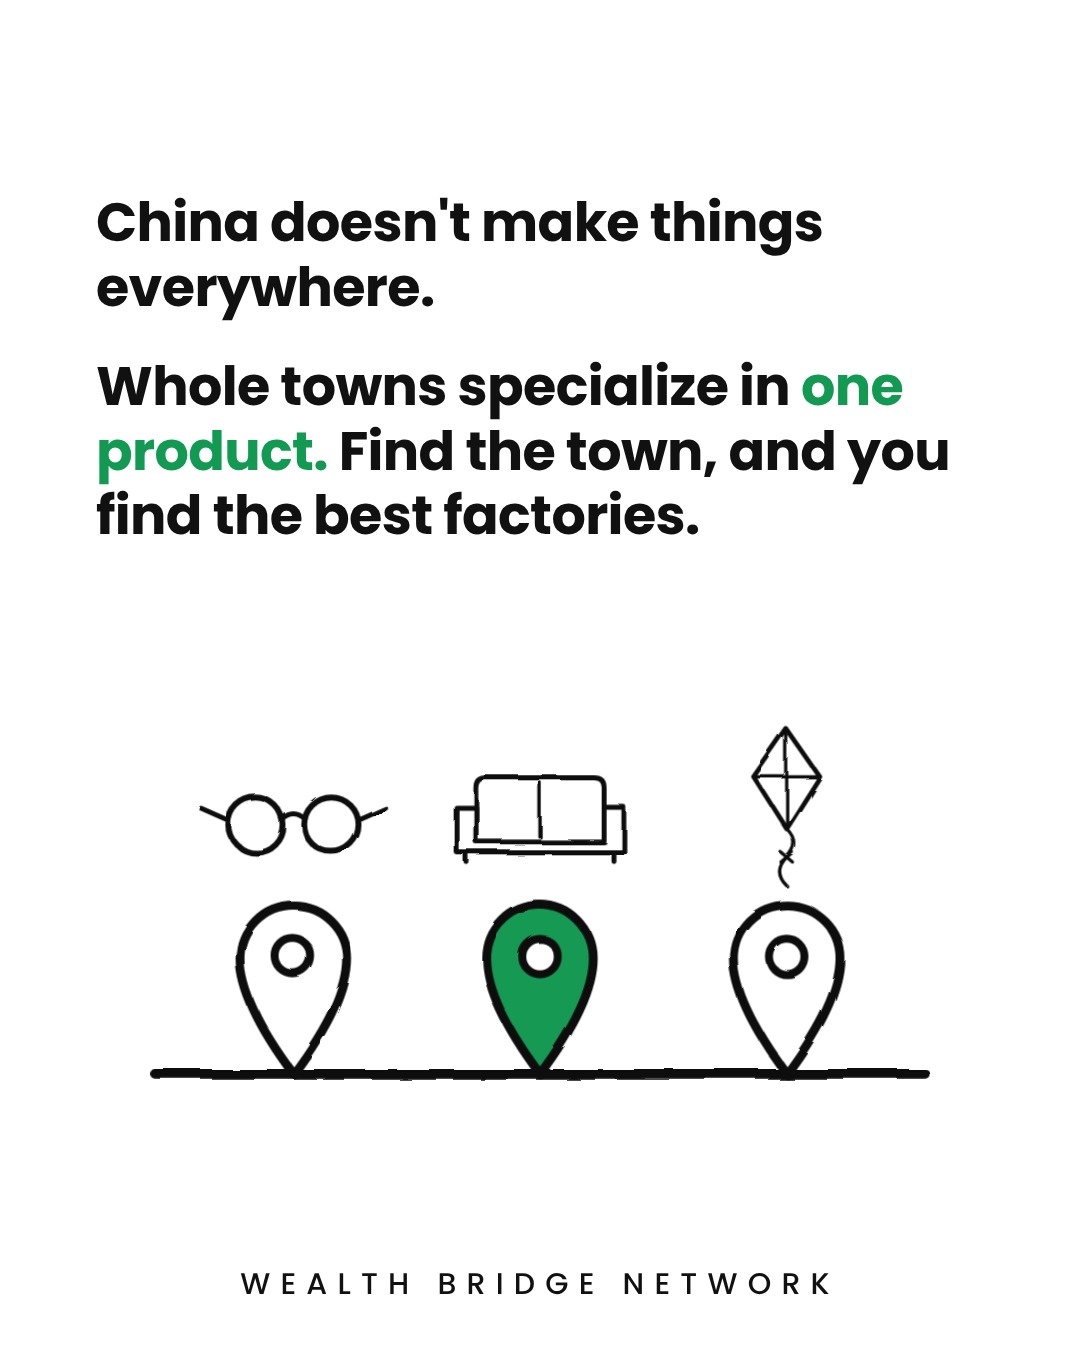 China doesn't make things
everywhere.
Whole towns specialize in one
product. Find the town, and you
find the best factories.
WEALTH BRIDGE NETWORK